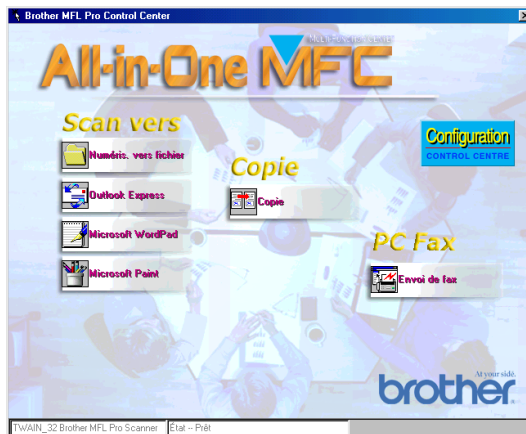 Brother MFL Pro Control Center
All-in-One MFC
Scan vers
Numéris. vers fichier
Outlook Express
Microsoft WordPad
Microsoft Paint
Copie
Copie
Configuration
CONTROL CENTRE
PC Fax
Envoi de fax
At your side.
brother
TWAIN_32 Brother MFL Pro Scanner
État -- Prêt